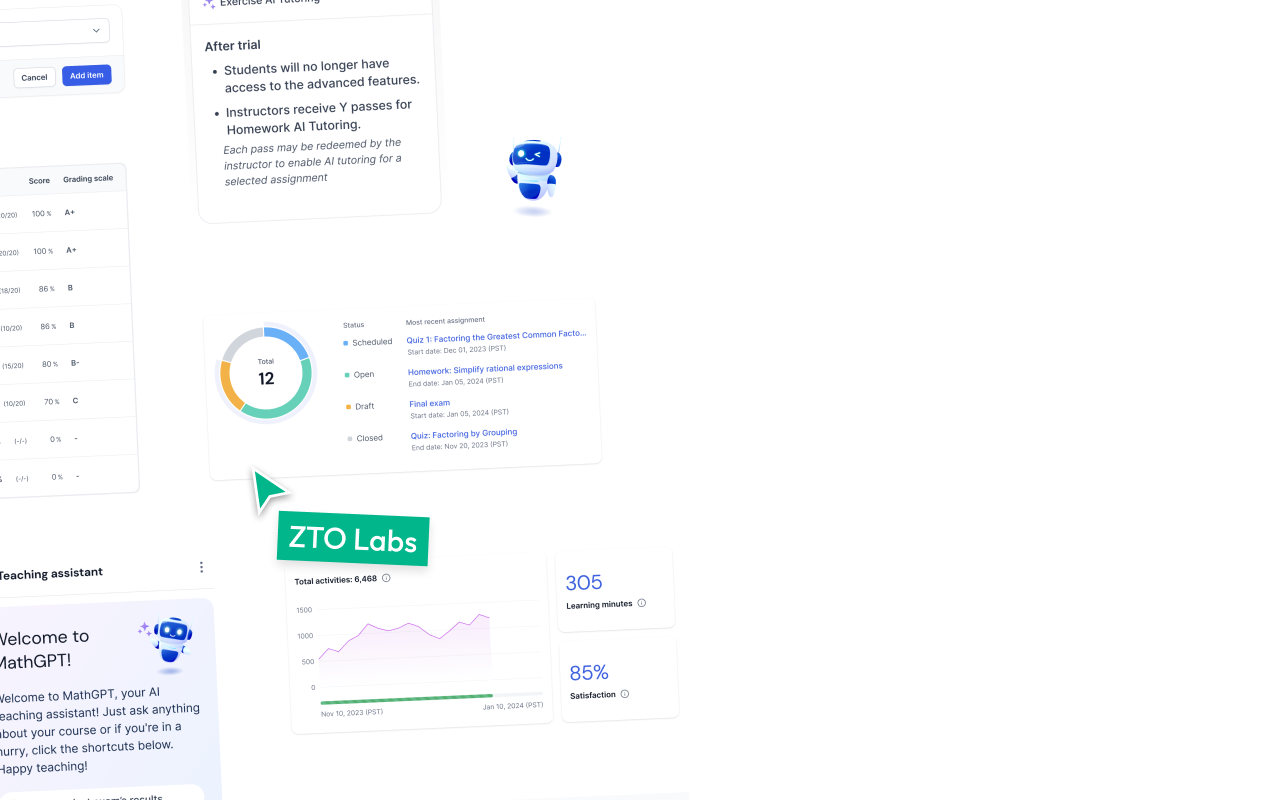 Cancel
Add item
Score
Grading scale
0/20)
100 %
A+
20/20)
100 %
A+
(18/20)
86 %
B
(10/20)
86 %
B
(15/20)
80 %
B-
(10/20)
70 %
C
(-/-)
0 %
-
(-/-)
0 %
-
Exercise AI Tutoring
After trial
• Students will no longer have
access to the advanced features.
• Instructors receive Y passes for
Homework AI Tutoring.
Each pass may be redeemed by the
instructor to enable AI tutoring for a
selected assignment
Total
12
Status
Most recent assignment
Scheduled
Quiz 1: Factoring the Greatest Common Facto...
Start date: Dec 01, 2023 (PST)
Open
Homework: Simplify rational expressions
End date: Jan 05, 2024 (PST)
Draft
Final exam
Start date: Jan 05, 2024 (PST)
Closed
Quiz: Factoring by Grouping
End date: Nov 20, 2023 (PST)
ZTO Labs
Total activities: 6,468
1500
1000
500
0
Nov 10, 2023 (PST)
Jan 10, 2024 (PST)
305
Learning minutes
85%
Satisfaction
Teaching assistant
Welcome to
MathGPT!
Welcome to MathGPT, your AI
teaching assistant! Just ask anything
about your course or if you're in a
hurry, click the shortcuts below.
Happy teaching!
exam's results